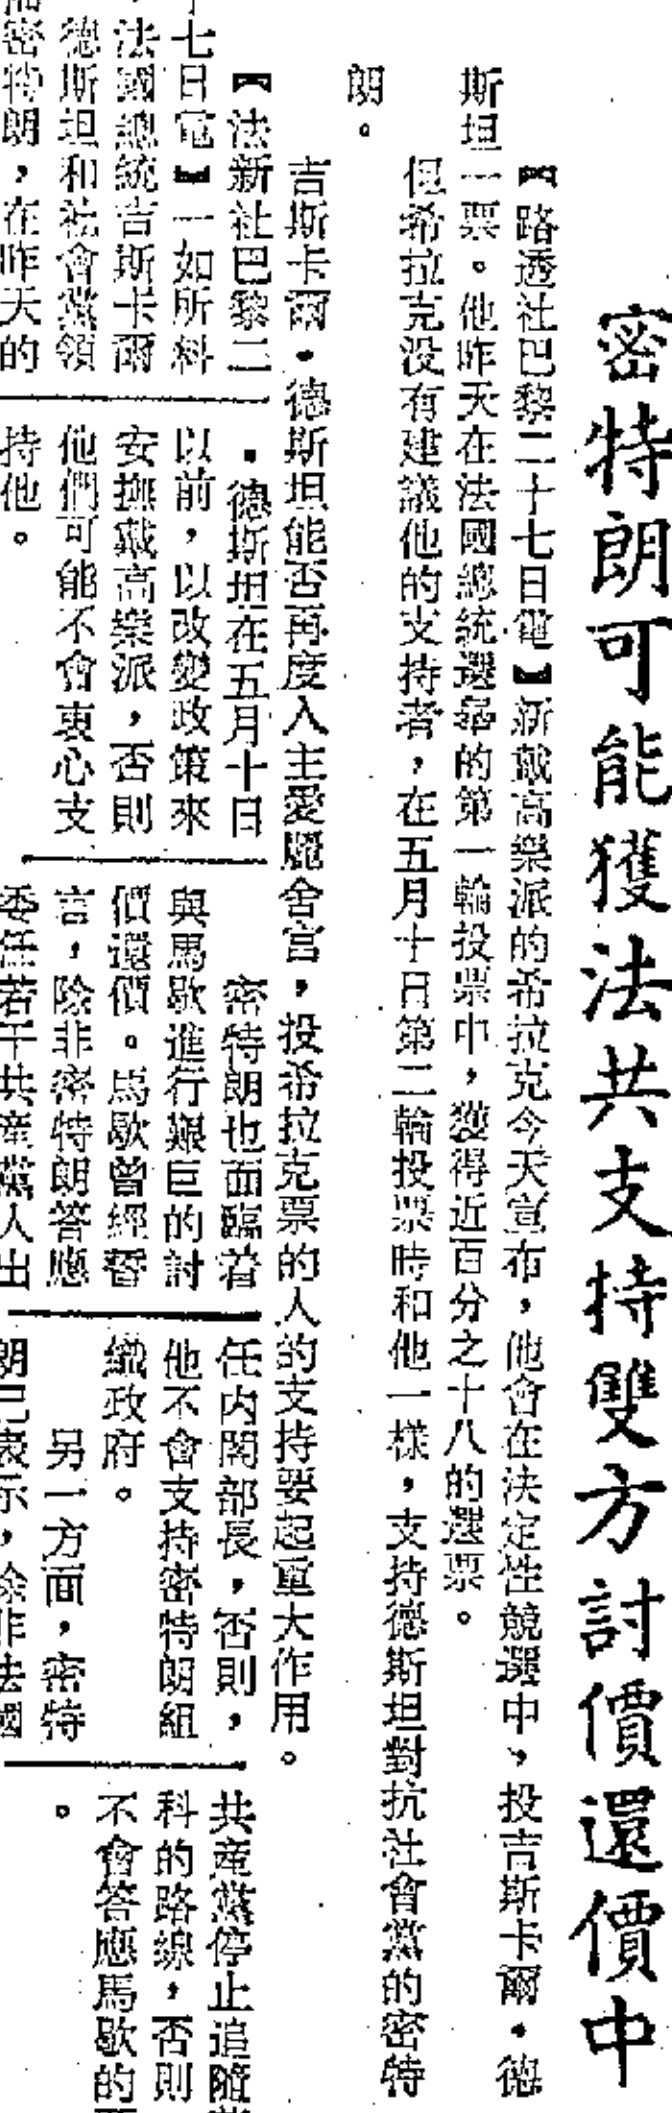 密特朗可能獲法共支持雙方討價還價中
【路透社巴黎二十七日電】新戴高樂派的希拉克今天宣布，他會在決定性競選中，投吉斯卡爾•德
斯坦一票。他昨天在法國總統選舉的第一輪投票中，獲得近百分之十八的選票。
但希拉克沒有建議他的支持者，在五月十日第二輪投票時和他一樣，支持德斯坦對抗社會黨的密特
朗。
吉斯卡爾•德斯坦能否再度入主愛麗舍宮，投希拉克票的人的支持要起重大作用。
【法新社巴黎二
十七日電】一如所料
，法國總統吉斯卡爾
•德斯坦和社會黨領
密特朗，在昨天的
•德斯坦在五月十日
以前，以改變政策來
安撫戴高樂派，否則
他們可能不會衷心支
持他。
密特朗也面臨着
與馬歇進行艱巨的討
價還價。馬歇曾經誓
言，除非密特朗答應
委任若干共產黨人出
任內閣部長，否則，
他不會支持密特朗組
織政府。
另一方面，密特
朗已表示，除非法國
共產黨停止追隨
科的路線，否則
不會答應馬歇的
。